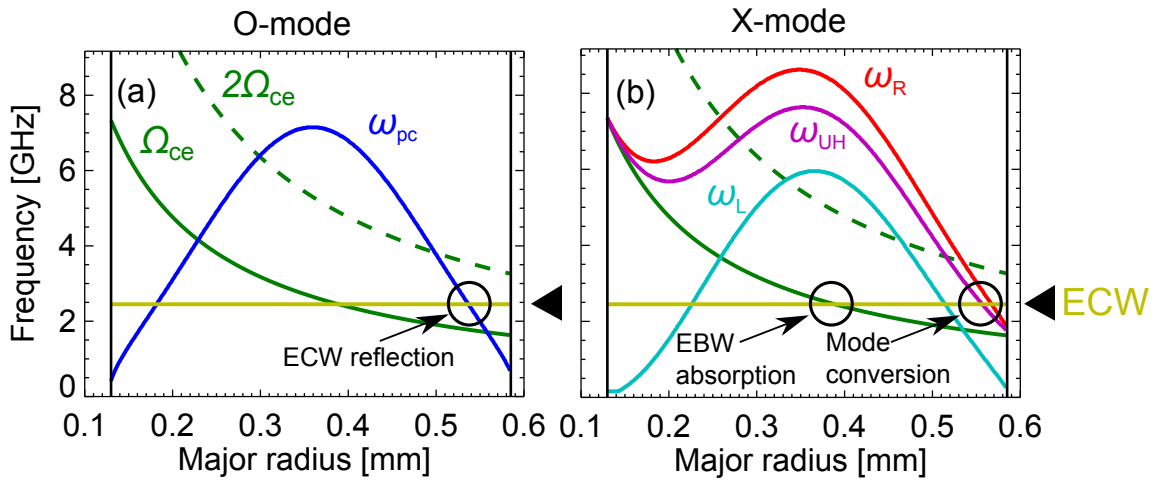 O-mode
X-mode
Frequency [GHz]
8
6
4
2
0
(a)
2Ωce
Ωce
ωpc
ECW reflection
0.1 0.2 0.3 0.4 0.5 0.6
Major radius [mm]
(b)
ωR
ωUH
ωL
EBW
absorption
Mode
conversion
ECW
0.1 0.2 0.3 0.4 0.5 0.6
Major radius [mm]